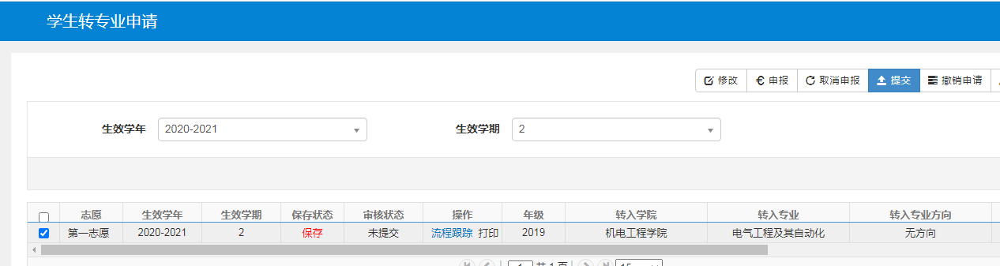 学生转专业申请
修改 申报 取消申报 提交 撤销申请
生效学年 2020-2021 生效学期 2
志愿 生效学年 生效学期 保存状态 审核状态 操作 年级 转入学院 转入专业 转入专业方向
第一志愿 2020-2021 2 保存 未提交 流程跟踪 打印 2019 机电工程学院 电气工程及其自动化 无方向
1 共 1 页 15